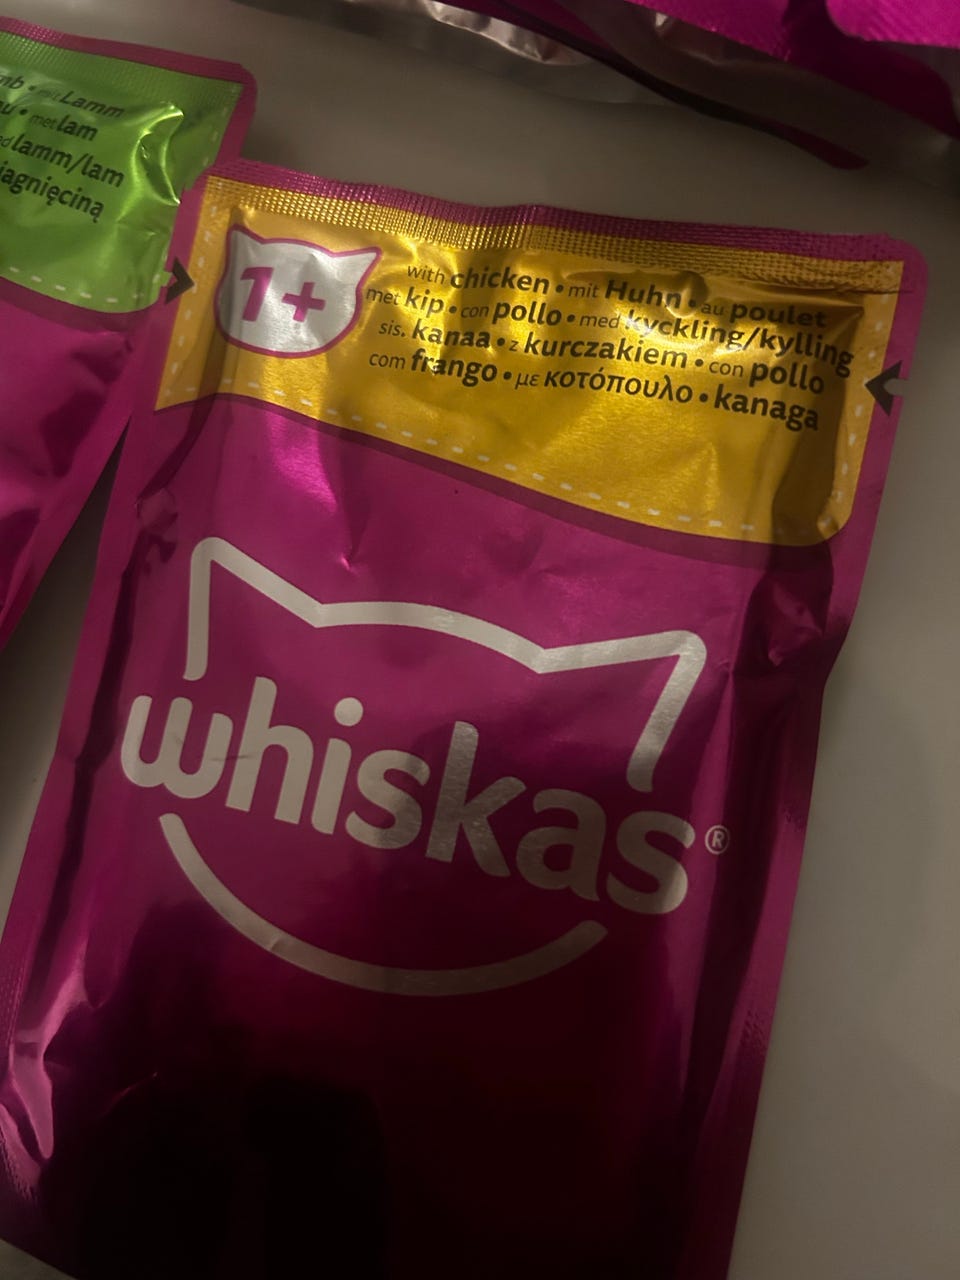 mit Lamm
met lam
lamm/lam
jagnięciną
1+
with chicken • mit Huhn • au poulet
met kip • con pollo • med kyckling/kylling
sis. kanaa • z kurczakiem • con pollo
com frango • με κοτόπουλο • kanaga
whiskas®